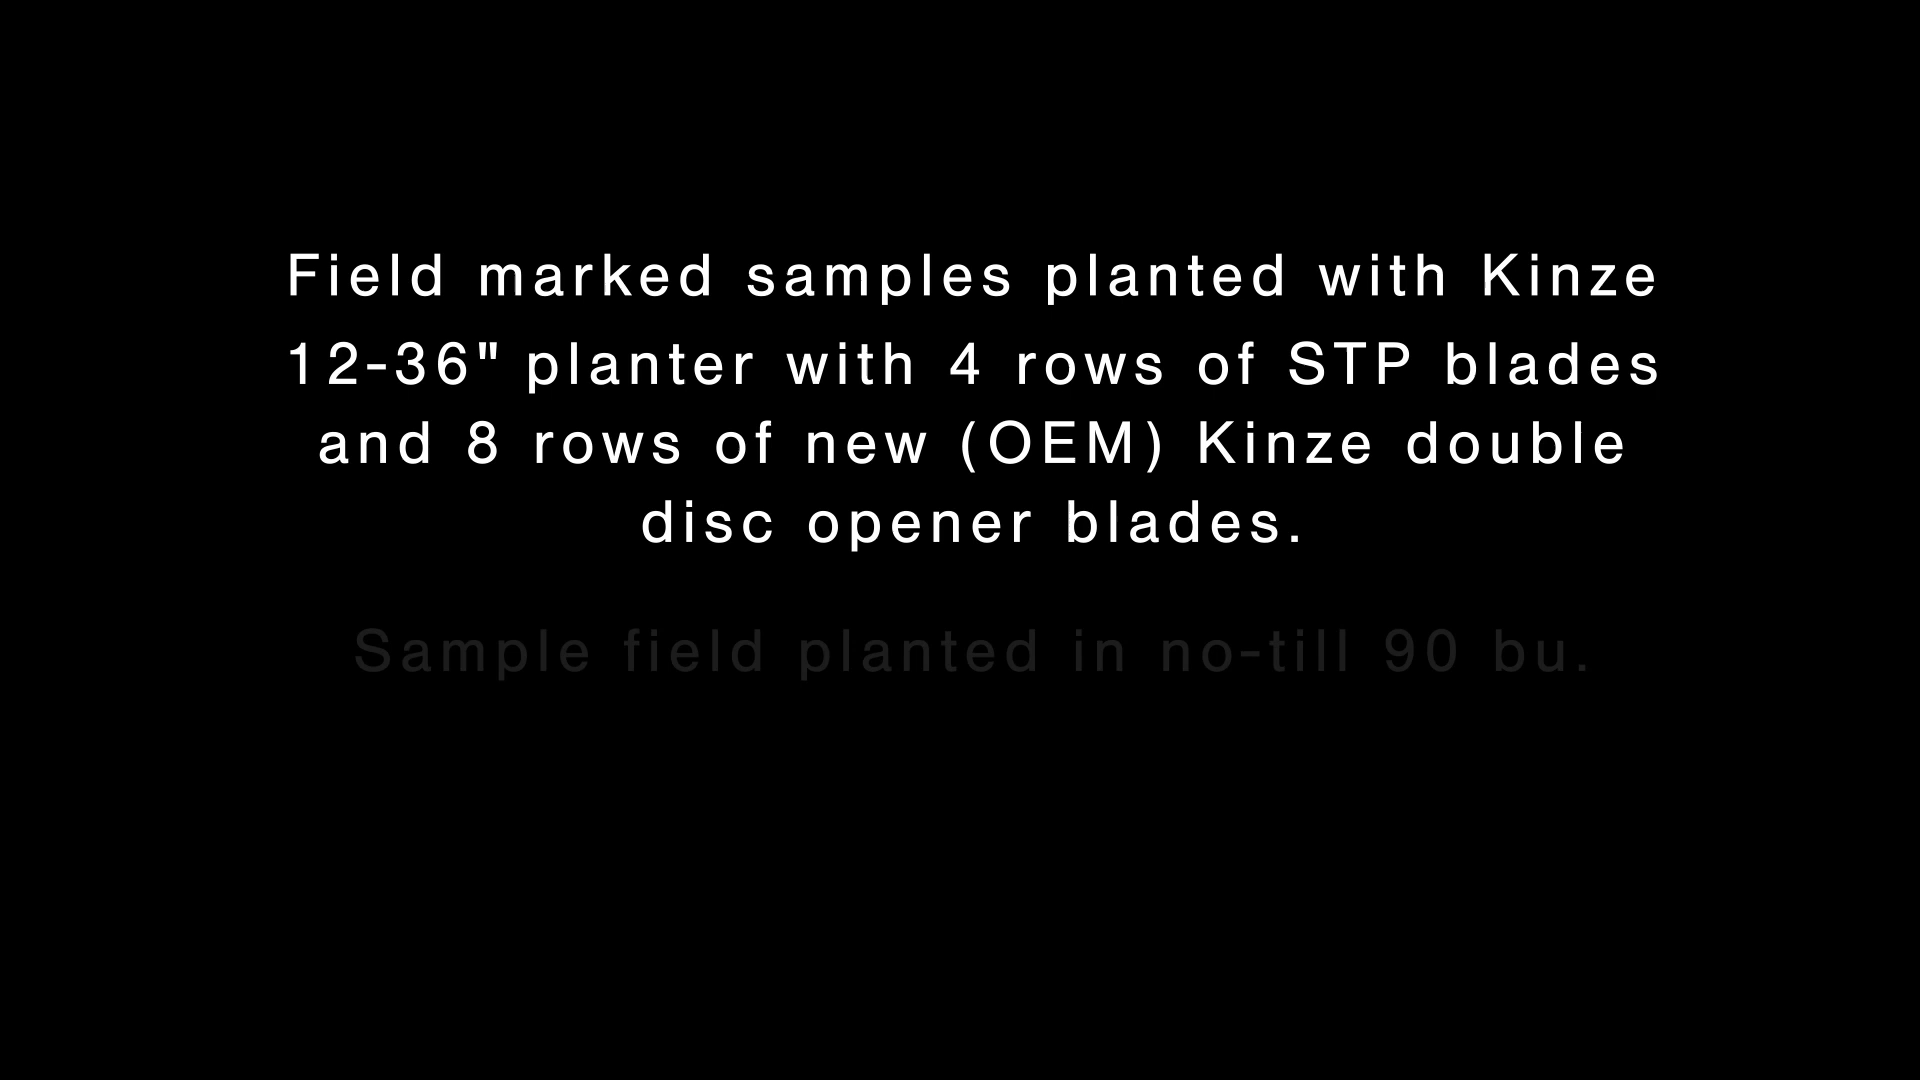 Field marked samples planted with Kinze
12-36" planter with 4 rows of STP blades
and 8 rows of new (OEM) Kinze double
disc opener blades.
Sample field planted in no-till 90 bu.